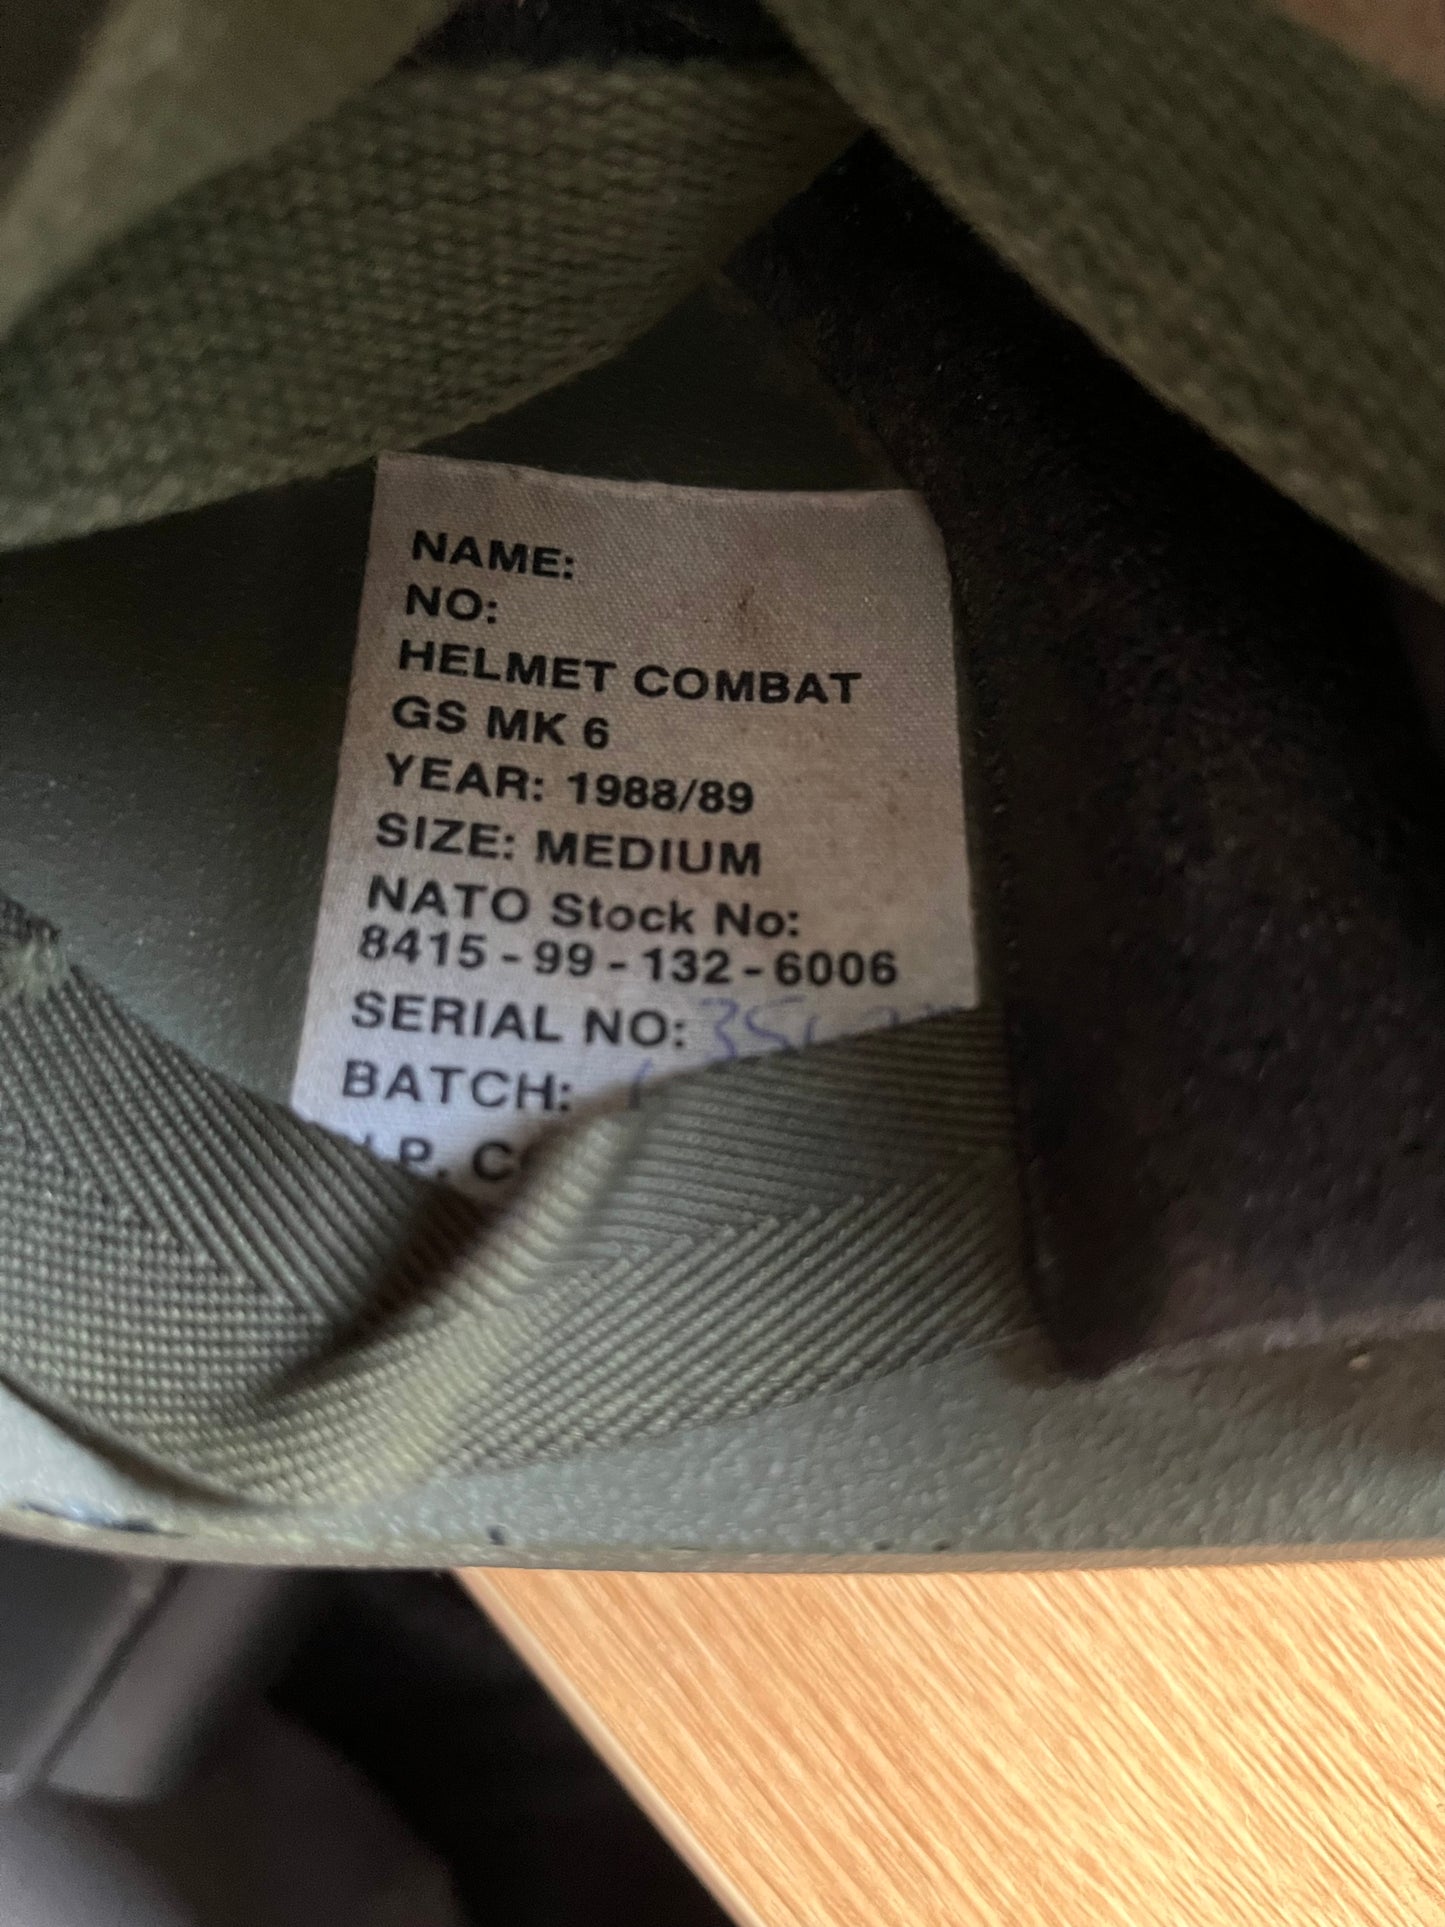 NAME:
NO:
HELMET COMBAT
GS MK 6
YEAR: 1988/89
SIZE: MEDIUM
NATO Stock No:
8415-99-132-6006
SERIAL NO:
BATCH: